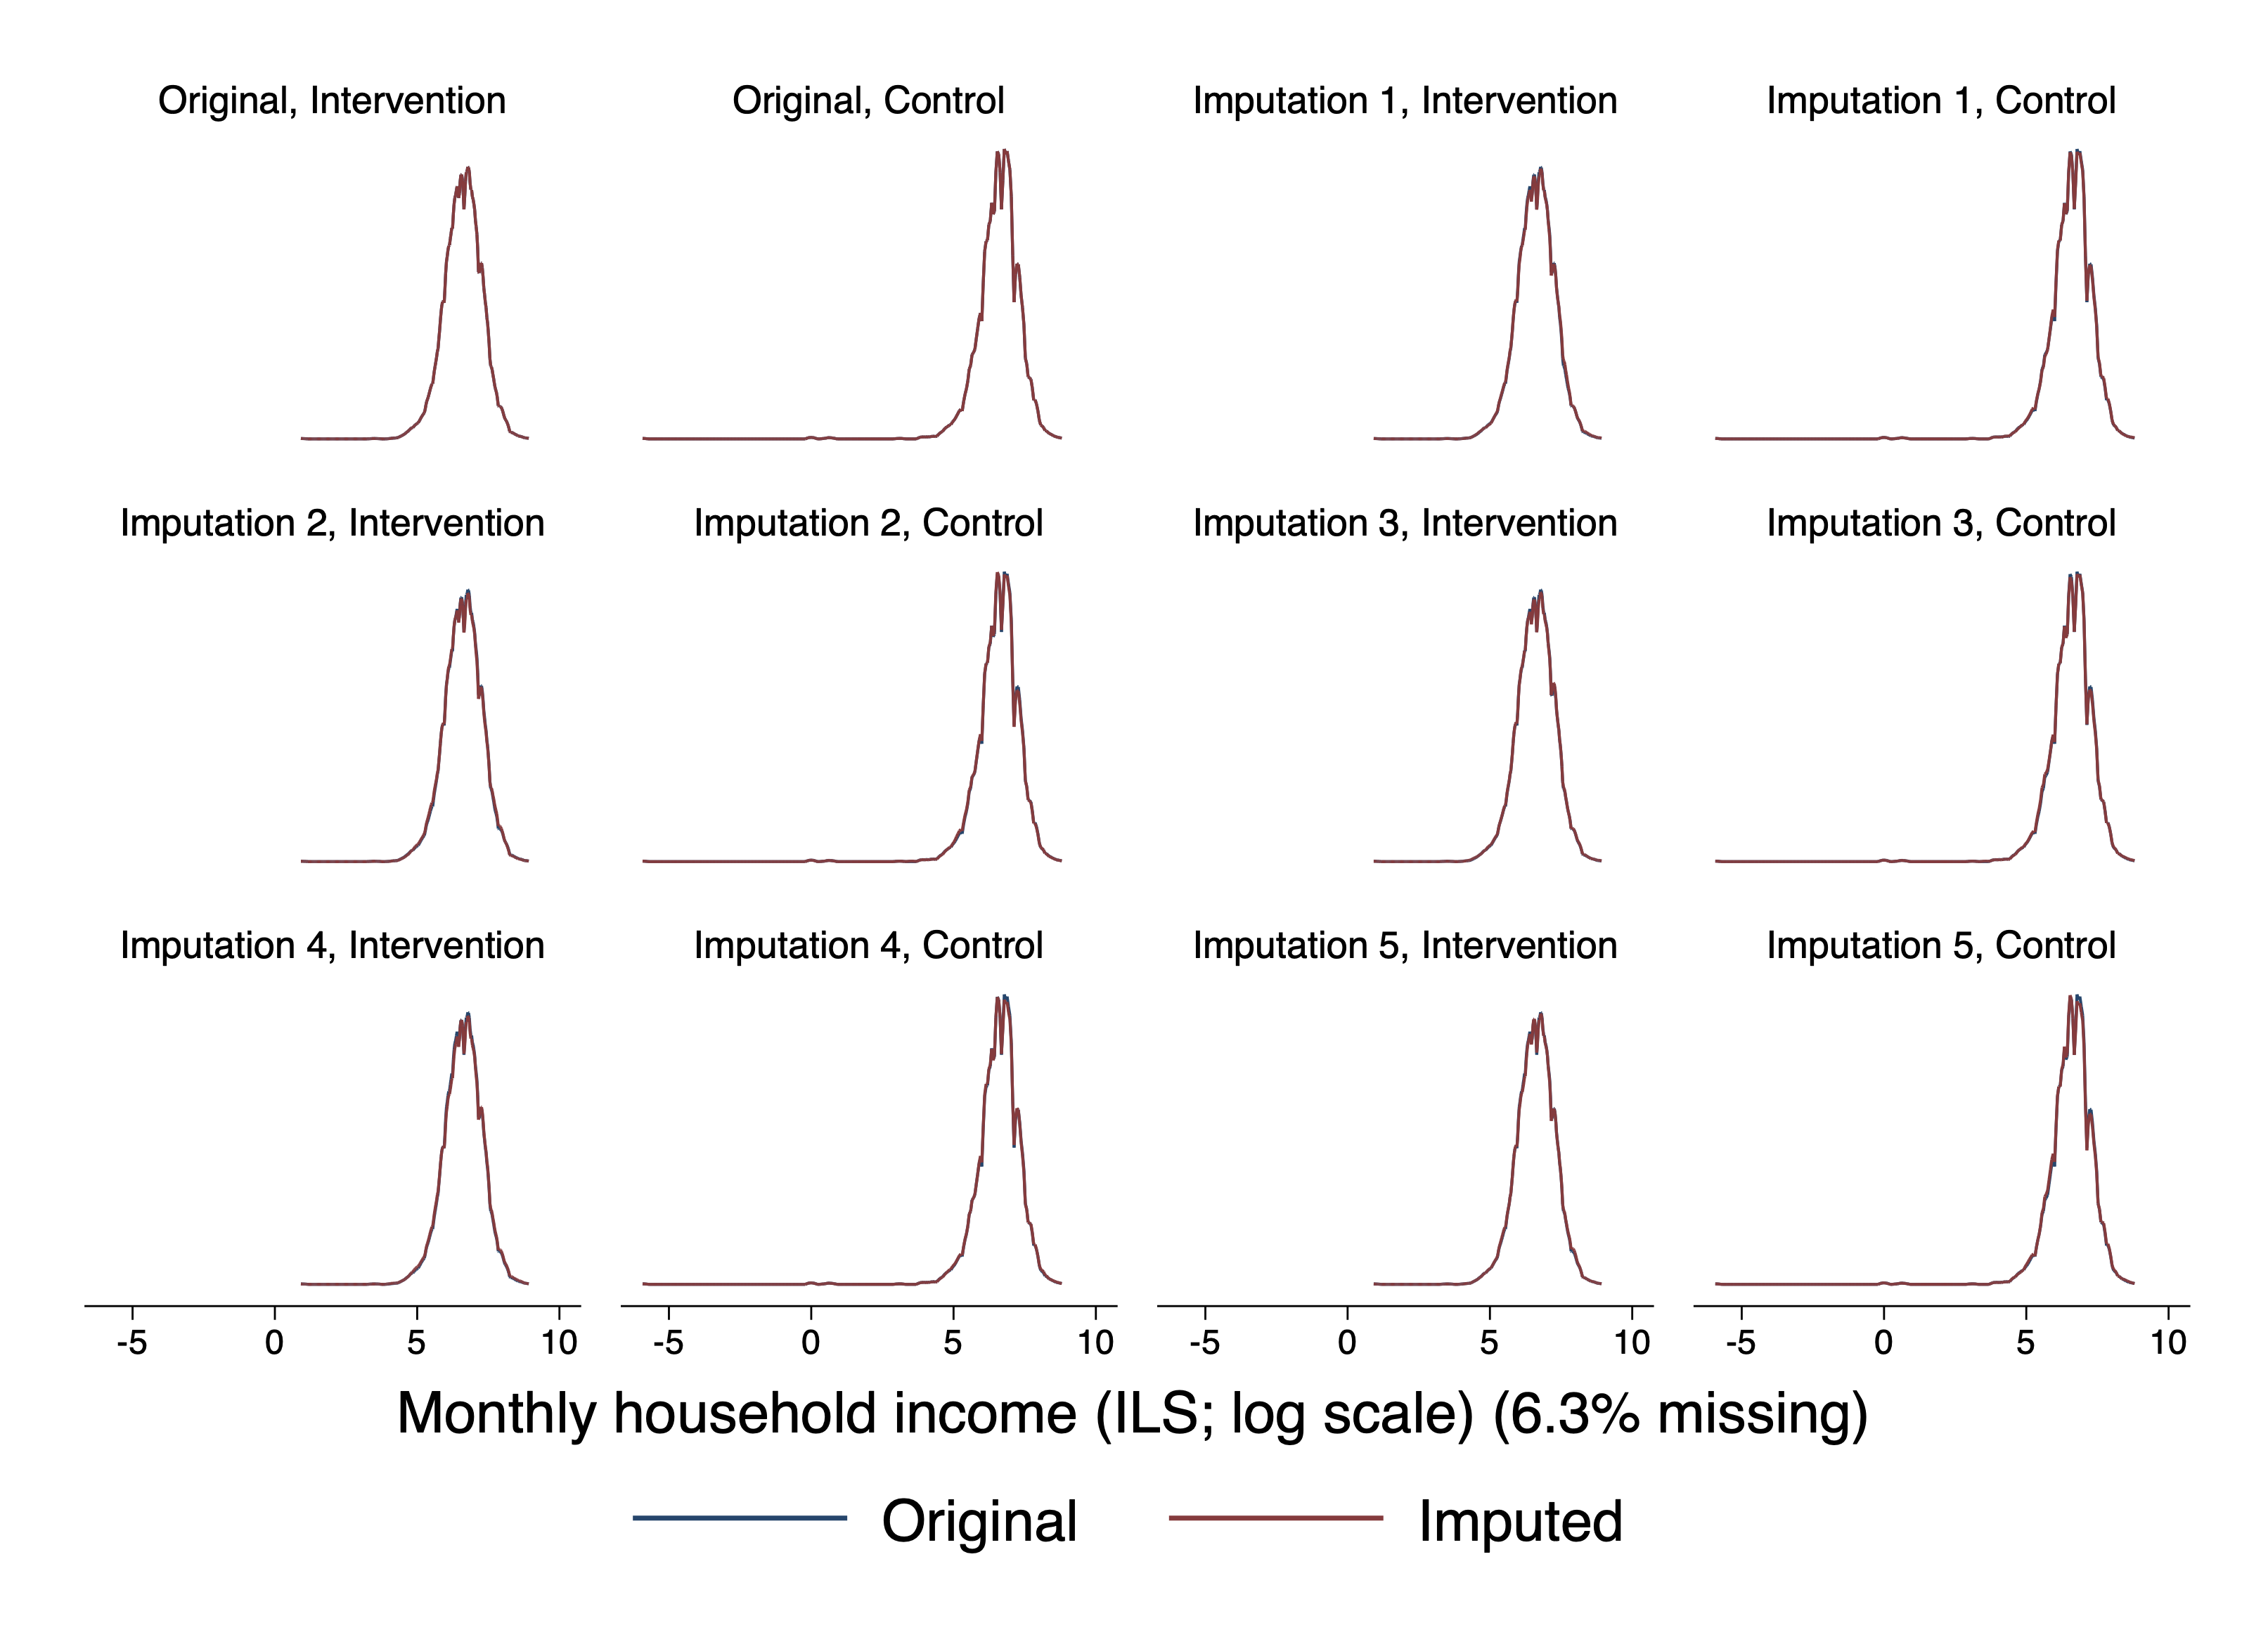 Original, Intervention
Original, Control
Imputation 1, Intervention
Imputation 1, Control
Imputation 2, Intervention
Imputation 2, Control
Imputation 3, Intervention
Imputation 3, Control
Imputation 4, Intervention
Imputation 4, Control
Imputation 5, Intervention
Imputation 5, Control
-5 0 5 10 -5 0 5 10 -5 0 5 10 -5 0 5 10
Monthly household income (ILS; log scale) (6.3% missing)
Original Imputed